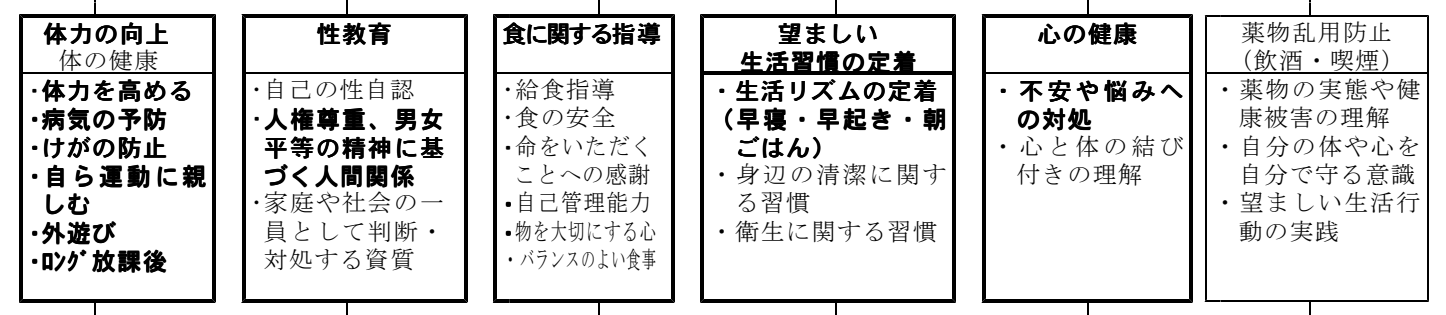 体力の向上
体の健康
・体力を高める
・病気の予防
・けがの防止
・自ら運動に親
しむ
・外遊び
・ロング放課後
性教育
・自己の性自認
・人権尊重、男女
平等の精神に基
づく人間関係
・家庭や社会の一
員として判断・
対処する資質
食に関する指導
・給食指導
・食の安全
・命をいただく
ことへの感謝
・自己管理能力
・物を大切にする心
・バランスのよい食事
望ましい
生活習慣の定着
・生活リズムの定着
（早寝・早起き・朝
ごはん）
・身辺の清潔に関す
る習慣
・衛生に関する習慣
心の健康
・不安や悩みへ
の対処
・心と体の結び
付きの理解
薬物乱用防止
（飲酒・喫煙）
・薬物の実態や健
康被害の理解
・自分の体や心を
自分で守る意識
・望ましい生活行
動の実践